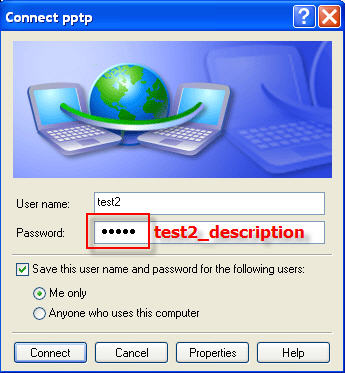 Connect pptp
User name: test2
Password: ••••• test2_description
Save this user name and password for the following users:
Me only
Anyone who uses this computer
Connect Cancel Properties Help